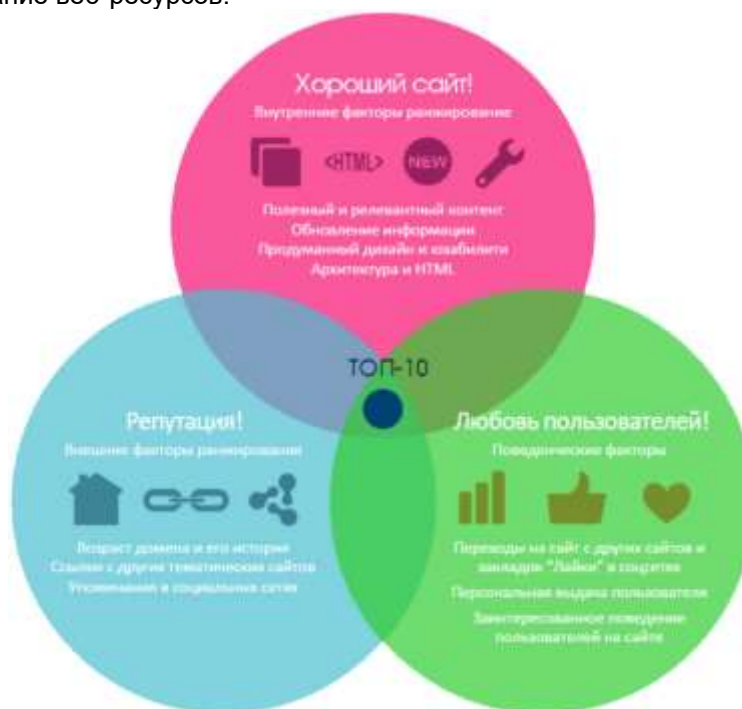 веб-ресурсов.
Хороший сайт!
Внутренние факторы ранжирование
<HTML>
NEW
Полезный и релевантный контент
Обновление информации
Продуманный дизайн и юзабилити
Архитектура и HTML
ТОП-10
Репутация!
Внешние факторы ранжирования
Возраст домена и его история
Ссылки с других тематических сайтов
Упоминания в социальных сетях
Любовь пользователей!
Поведенческие факторы
Переходы на сайт с других сайтов и
закладок "Лайки" в соцсетях
Персональная выдача пользователя
Заинтересованное поведение
пользователей на сайте